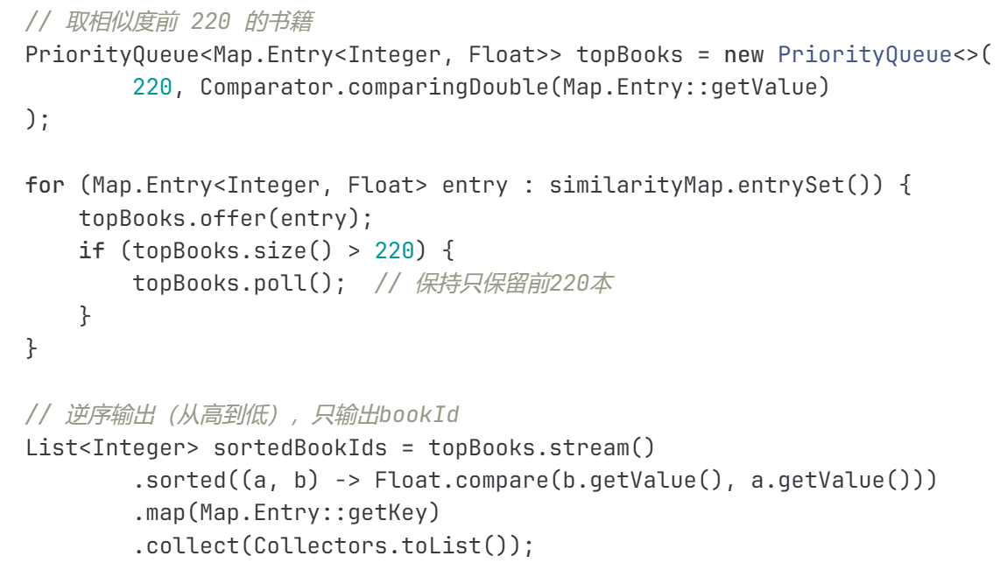 // 取相似度前 220 的书籍
PriorityQueue<Map.Entry<Integer, Float>> topBooks = new PriorityQueue<>(
        220, Comparator.comparingDouble(Map.Entry::getValue)
);

for (Map.Entry<Integer, Float> entry : similarityMap.entrySet()) {
    topBooks.offer(entry);
    if (topBooks.size() > 220) {
        topBooks.poll();  // 保持只保留前220本
    }
}

// 逆序输出（从高到低），只输出bookId
List<Integer> sortedBookIds = topBooks.stream()
        .sorted((a, b) -> Float.compare(b.getValue(), a.getValue()))
        .map(Map.Entry::getKey)
        .collect(Collectors.toList());